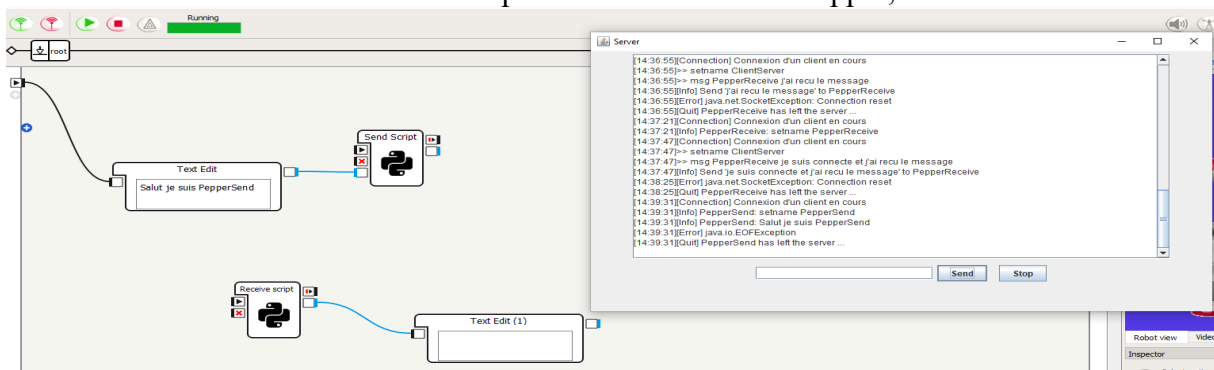 Running
root
Server
Send Script
Text Edit
Salut je suis PepperSend
Receive script
Text Edit (1)
[14:36:55][Connection] Connexion d'un client en cours
[14:36:55]>> setname ClientServer
[14:36:55]>> msg PepperReceive j'ai recu le message
[14:36:55][Info] Send 'j'ai recu le message' to PepperReceive
[14:36:55][Error] java.net.SocketException: Connection reset
[14:36:55][Quit] PepperReceive has left the server ...
[14:37:21][Connection] Connexion d'un client en cours
[14:37:21][Info] PepperReceive: setname PepperReceive
[14:37:47][Connection] Connexion d'un client en cours
[14:37:47]>> setname ClientServer
[14:37:47]>> msg PepperReceive je suis connecte et j'ai recu le message
[14:37:47][Info] Send 'je suis connecte et j'ai recu le message' to PepperReceive
[14:38:25][Error] java.net.SocketException: Connection reset
[14:38:25][Quit] PepperReceive has left the server ...
[14:39:31][Connection] Connexion d'un client en cours
[14:39:31][Info] PepperSend: setname PepperSend
[14:39:31][Info] PepperSend: Salut je suis PepperSend
[14:39:31][Error] java.io.EOFException
[14:39:31][Quit] PepperSend has left the server ...
Send Stop
Robot view
Inspector